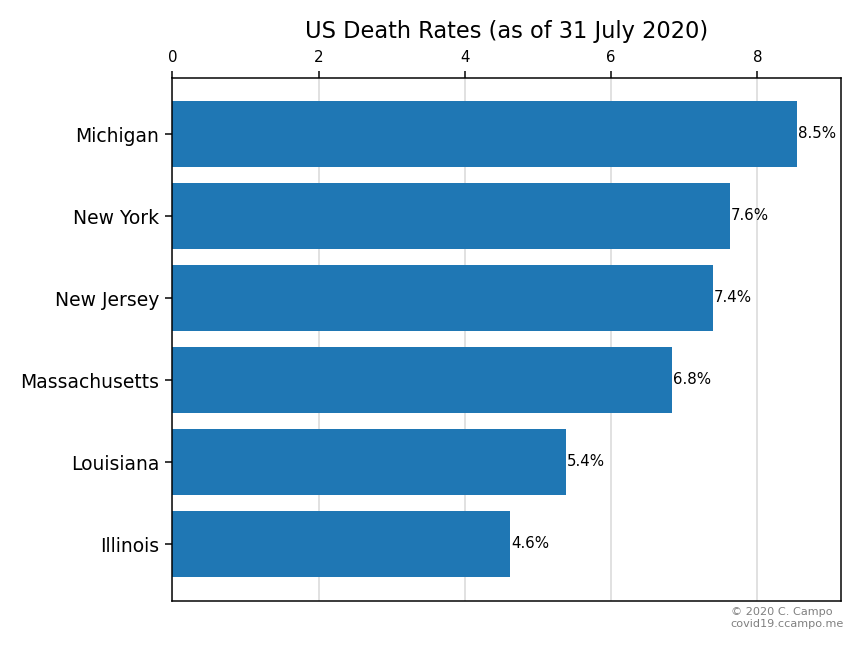 US Death Rates (as of 31 July 2020)
0 2 4 6 8
Michigan 8.5%
New York 7.6%
New Jersey 7.4%
Massachusetts 6.8%
Louisiana 5.4%
Illinois 4.6%
© 2020 C. Campo
covid19.ccampo.me